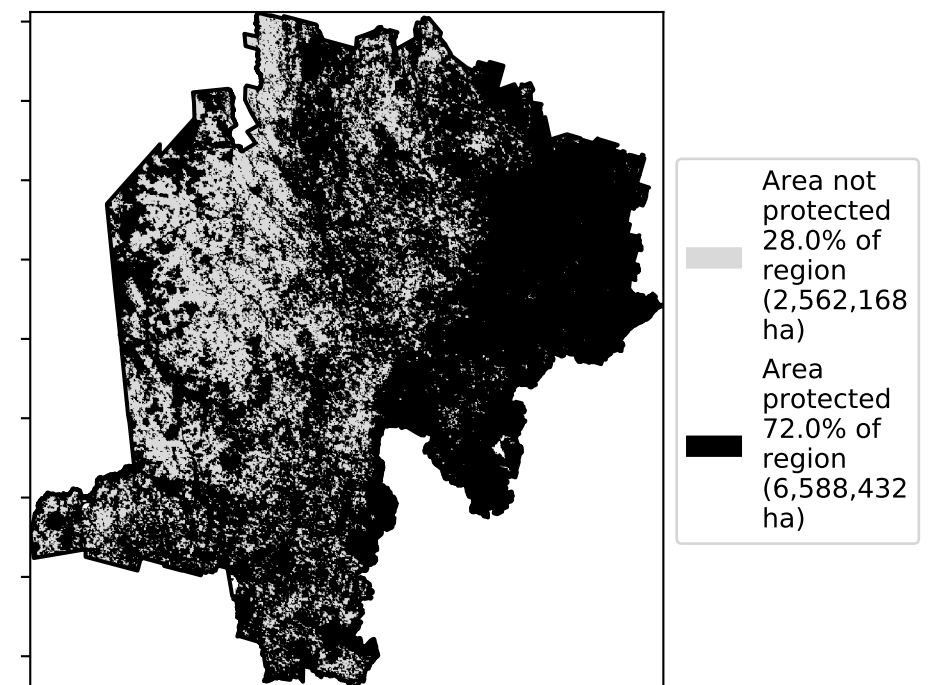 Area not
protected
28.0% of
region
(2,562,168
ha)
Area
protected
72.0% of
region
(6,588,432
ha)